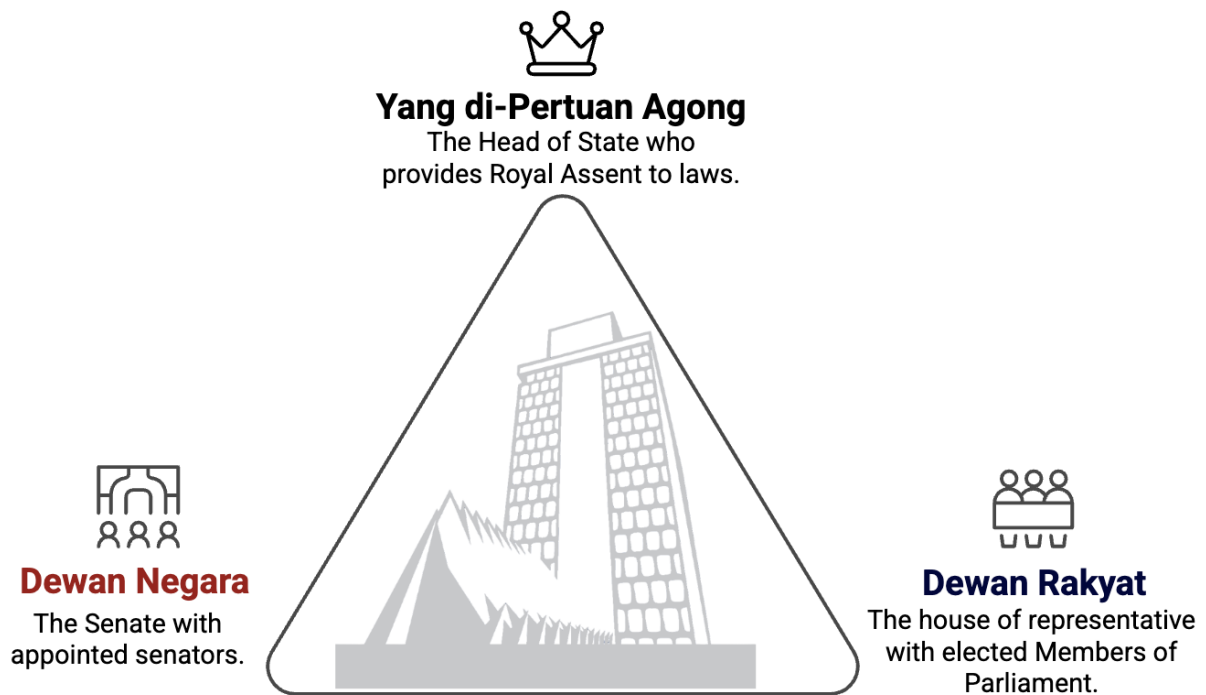 Yang di-Pertuan Agong
The Head of State who
provides Royal Assent to laws.
Dewan Negara
The Senate with
appointed senators.
Dewan Rakyat
The house of representative
with elected Members of
Parliament.